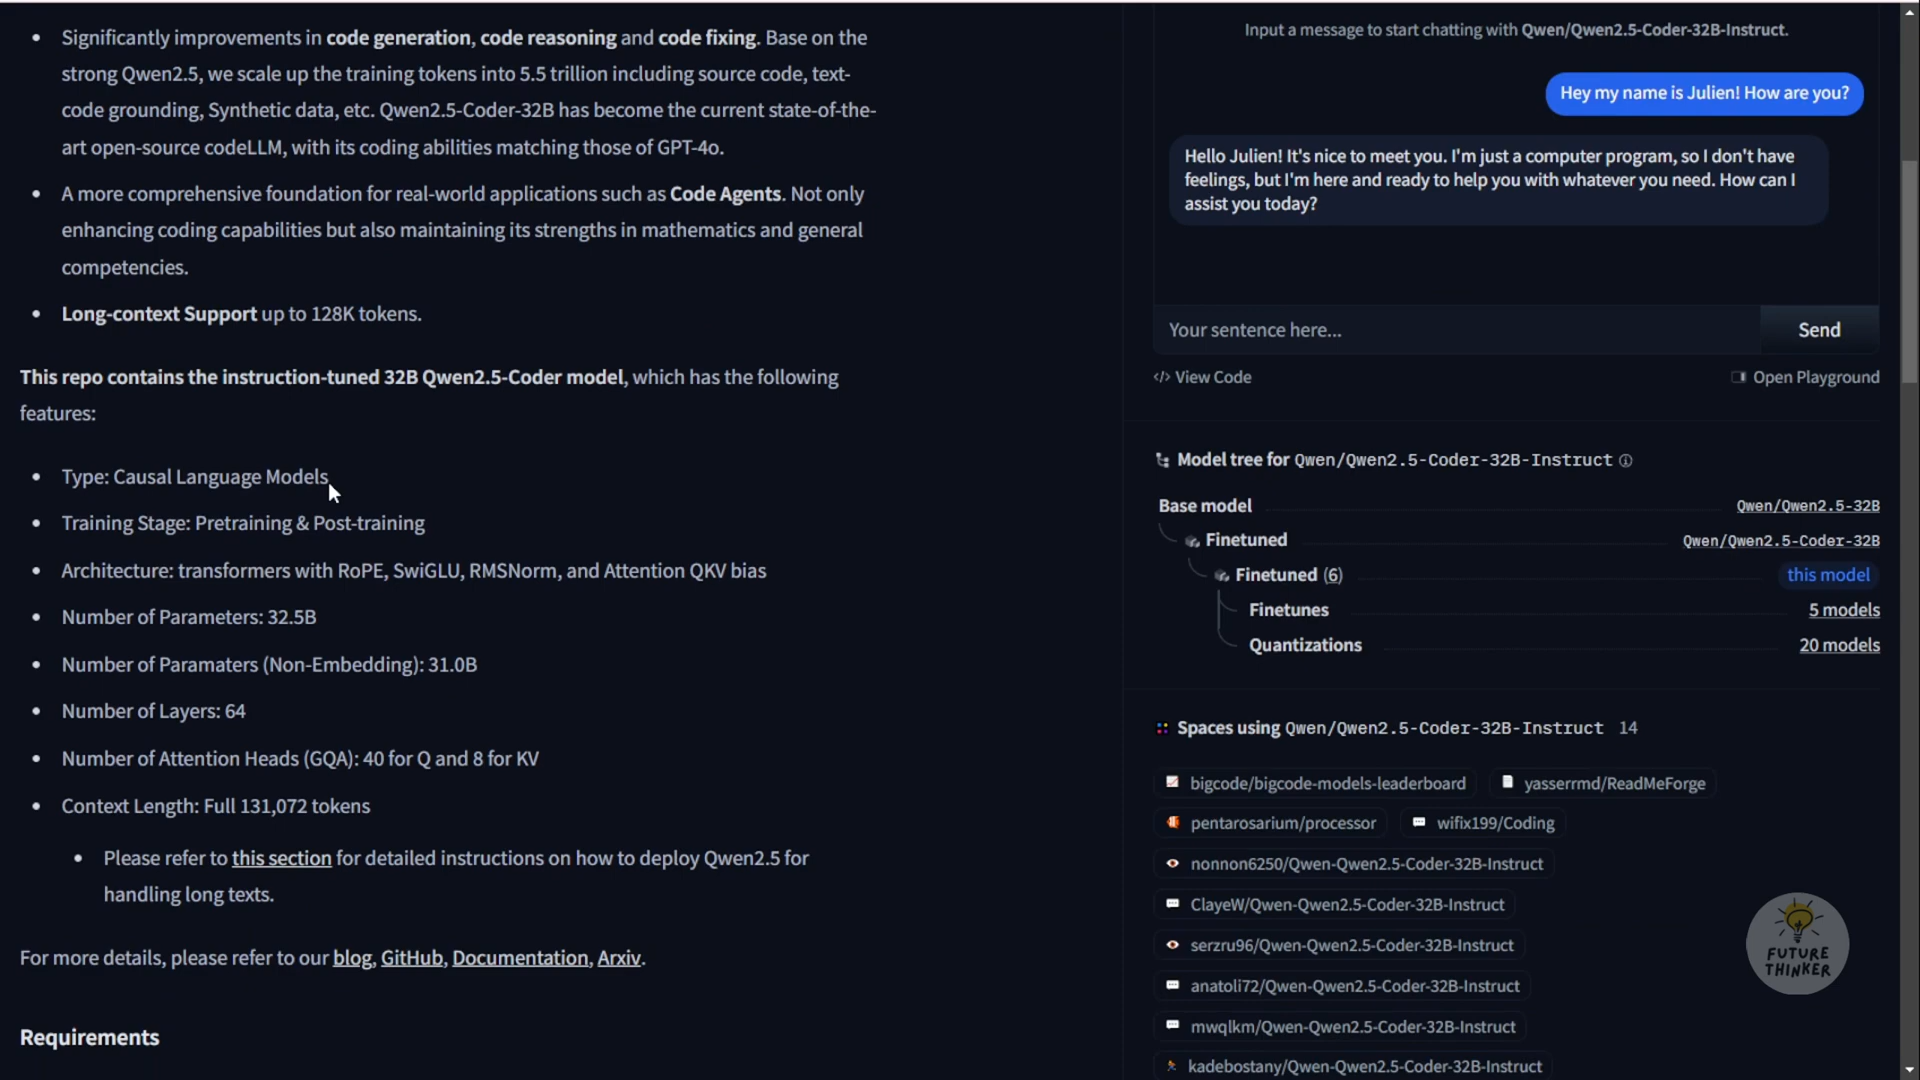 Significantly improvements in code generation, code reasoning and code fixing. Base on the
strong Qwen2.5, we scale up the training tokens into 5.5 trillion including source code, text-
code grounding, Synthetic data, etc. Qwen2.5-Coder-32B has become the current state-of-the-
art open-source codeLLM, with its coding abilities matching those of GPT-4o.
A more comprehensive foundation for real-world applications such as Code Agents. Not only
enhancing coding capabilities but also maintaining its strengths in mathematics and general
competencies.
Long-context Support up to 128K tokens.
This repo contains the instruction-tuned 32B Qwen2.5-Coder model, which has the following
features:
Type: Causal Language Models
Training Stage: Pretraining & Post-training
Architecture: transformers with RoPE, SwiGLU, RMSNorm, and Attention QKV bias
Number of Parameters: 32.5B
Number of Paramaters (Non-Embedding): 31.0B
Number of Layers: 64
Number of Attention Heads (GQA): 40 for Q and 8 for KV
Context Length: Full 131,072 tokens
Please refer to this section for detailed instructions on how to deploy Qwen2.5 for
handling long texts.
For more details, please refer to our blog, GitHub, Documentation, Arxiv.
Requirements
Input a message to start chatting with Qwen/Qwen2.5-Coder-32B-Instruct.
Hey my name is Julien! How are you?
Hello Julien! It's nice to meet you. I'm just a computer program, so I don't have
feelings, but I'm here and ready to help you with whatever you need. How can I
assist you today?
Your sentence here... Send
</> View Code Open Playground
Model tree for Qwen/Qwen2.5-Coder-32B-Instruct
Base model Qwen/Qwen2.5-32B
Finetuned Qwen/Qwen2.5-Coder-32B
Finetuned (6) this model
Finetunes 5 models
Quantizations 20 models
Spaces using Qwen/Qwen2.5-Coder-32B-Instruct 14
bigcode/bigcode-models-leaderboard yasserrmd/ReadMeForge
pentarosarium/processor wifix199/Coding
nonnon6250/Qwen-Qwen2.5-Coder-32B-Instruct
ClayeW/Qwen-Qwen2.5-Coder-32B-Instruct
serzru96/Qwen-Qwen2.5-Coder-32B-Instruct
anatoli72/Qwen-Qwen2.5-Coder-32B-Instruct
mwqlkm/Qwen-Qwen2.5-Coder-32B-Instruct
kadebostany/Qwen-Qwen2.5-Coder-32B-Instruct
FUTURE
THINKER